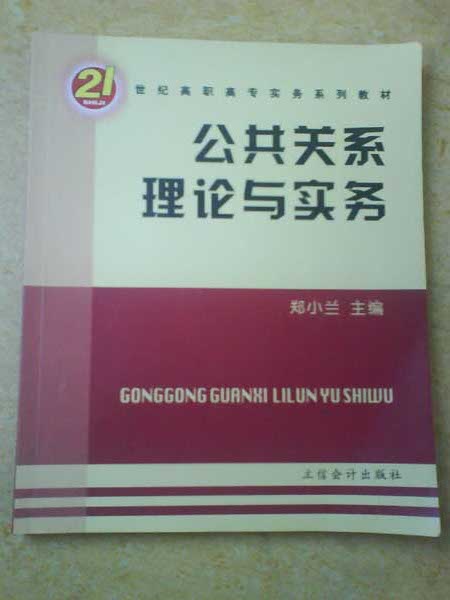 21 世纪高职高专实务系列教材
SHIJI
公共关系
理论与实务
郑小兰 主编
GONGGONG GUANXI LILUN YU SHIWU
立信会计出版社